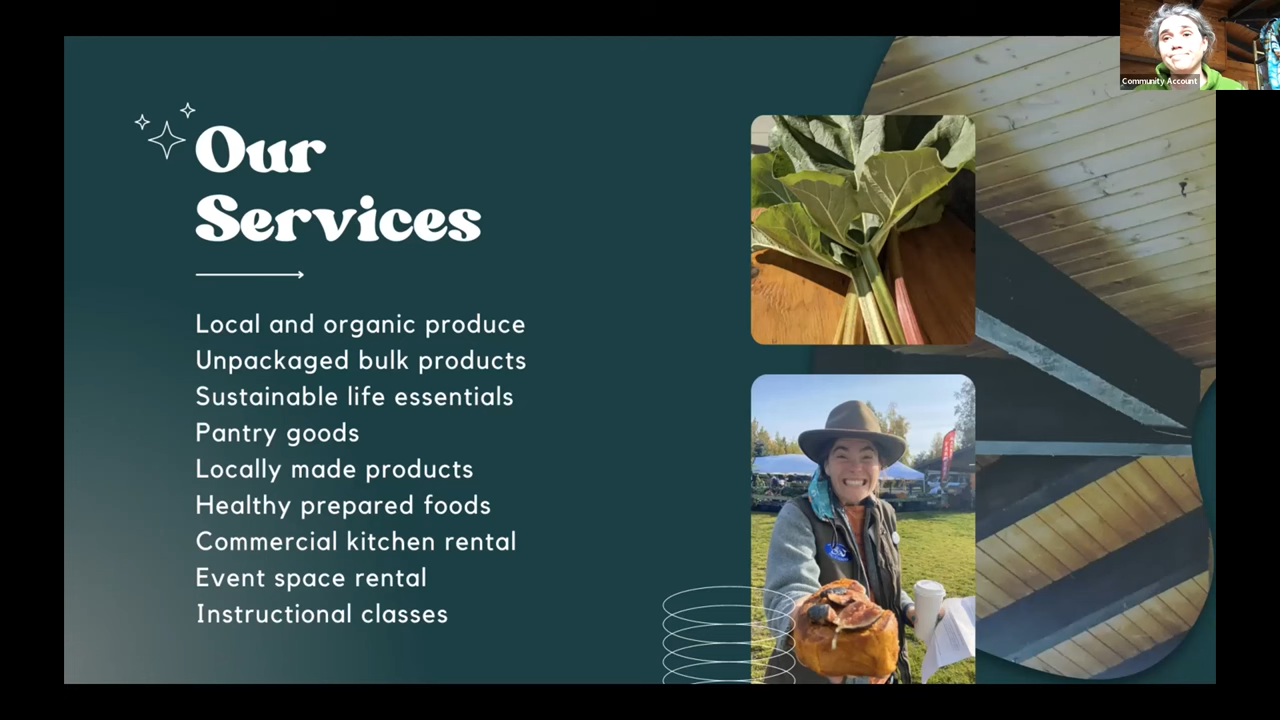 Community Account
Our
Services
Local and organic produce
Unpackaged bulk products
Sustainable life essentials
Pantry goods
Locally made products
Healthy prepared foods
Commercial kitchen rental
Event space rental
Instructional classes